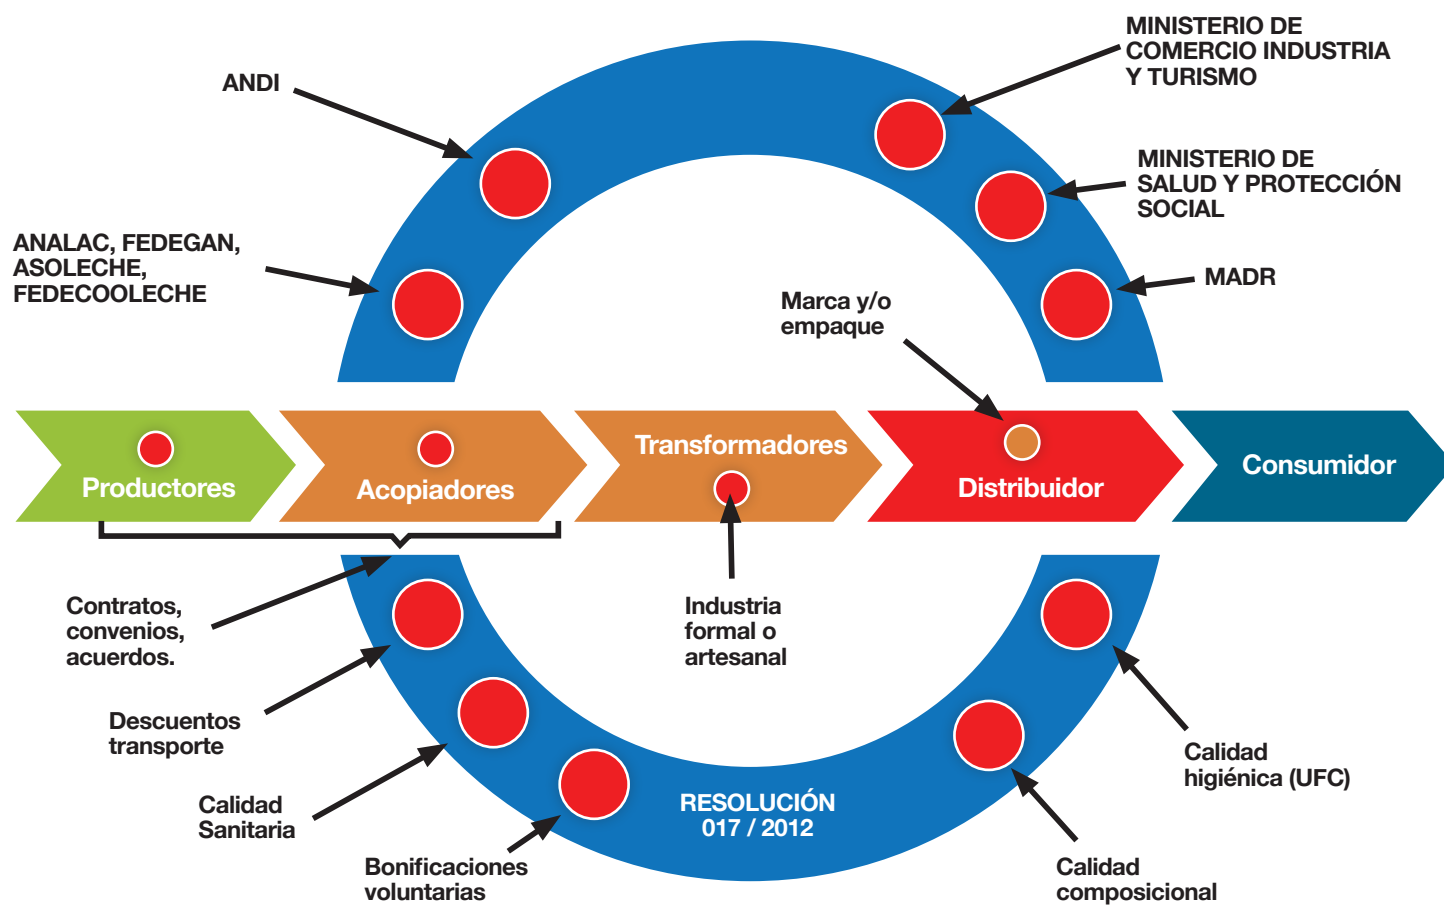 MINISTERIO DE
COMERCIO INDUSTRIA
Y TURISMO
ANDI
MINISTERIO DE
SALUD Y PROTECCIÓN
SOCIAL
ANALAC, FEDEGAN,
ASOLECHE,
FEDECOOLECHE
MADR
Marca y/o
empaque
Productores
Acopiadores
Transformadores
Distribuidor
Consumidor
Contratos,
convenios,
acuerdos.
Industria
formal o
artesanal
Descuentos
transporte
Calidad
higiénica (UFC)
Calidad
Sanitaria
RESOLUCIÓN
017 / 2012
Bonificaciones
voluntarias
Calidad
composicional